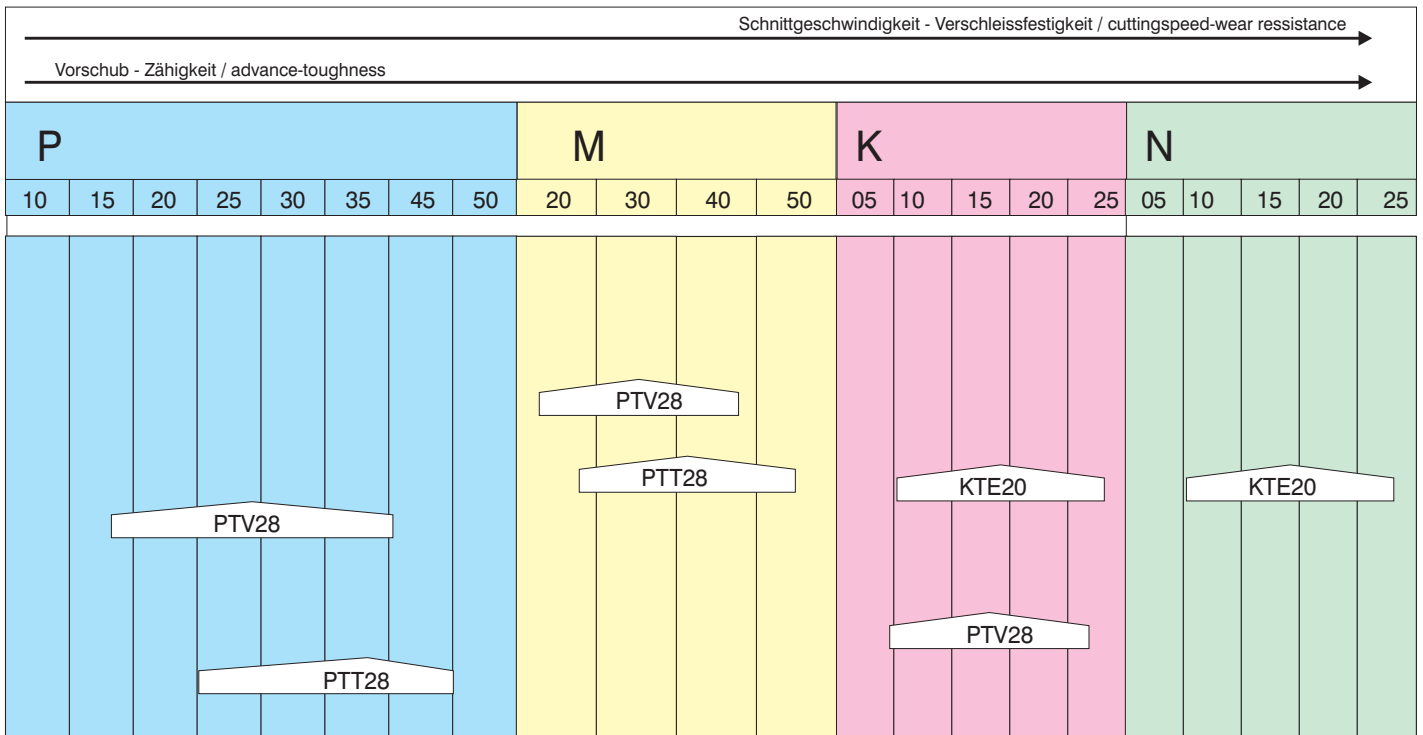 Schnittgeschwindigkeit - Verschleissfestigkeit / cuttingspeed-wear ressistance
Vorschub - Zähigkeit / advance-toughness
P M K N
10 15 20 25 30 35 45 50 20 30 40 50 05 10 15 20 25 05 10 15 20 25
PTV28
PTT28 KTE20 KTE20
PTV28
PTV28
PTT28